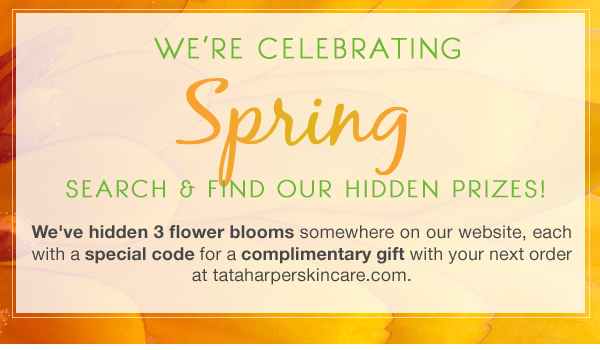 WE'RE CELEBRATING
Spring
SEARCH & FIND OUR HIDDEN PRIZES!
We've hidden 3 flower blooms somewhere on our website, each
with a special code for a complimentary gift with your next order
at tataharperskincare.com.